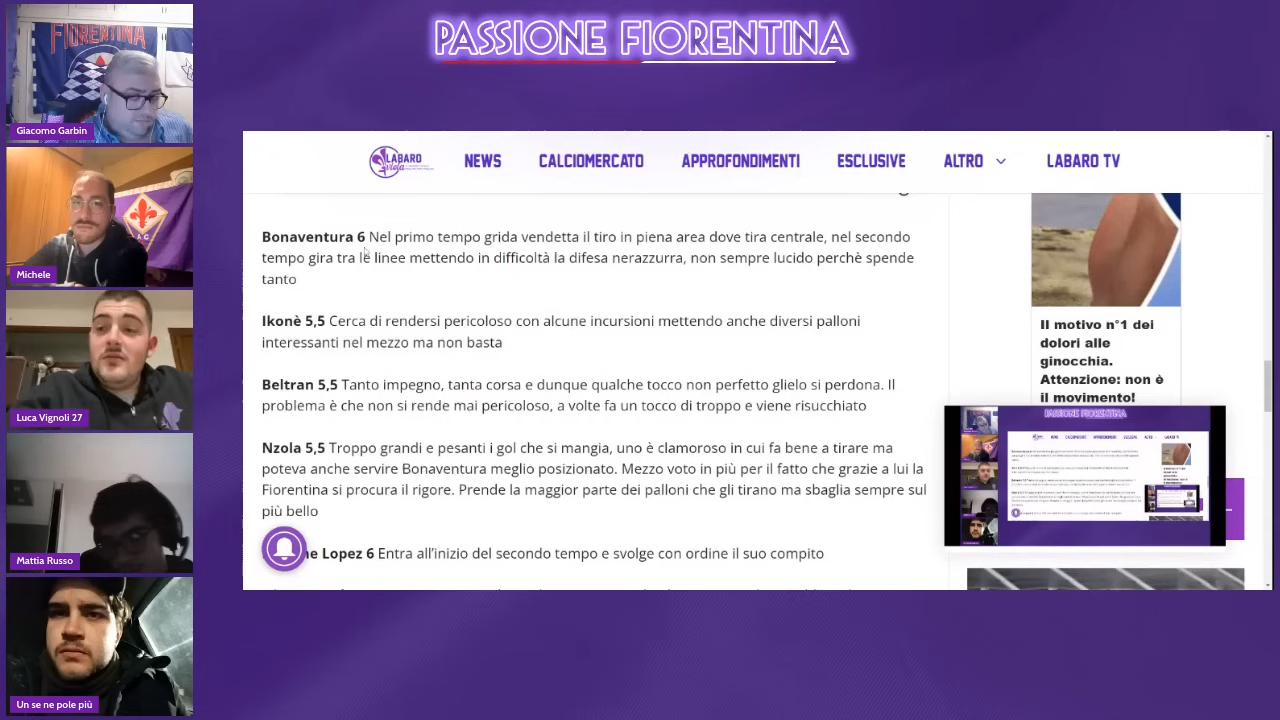 PASSIONE FIORENTINA
FIORENTINA
Giacomo Garbin
Michele
Luca Vignoli 27
Mattia Russo
Un se ne pole più
LABARO
viola
NEWS
CALCIOMERCATO
APPROFONDIMENTI
ESCLUSIVE
ALTRO
LABARO TV
Bonaventura 6 Nel primo tempo grida vendetta il tiro in piena area dove tira centrale, nel secondo
tempo gira tra le linee mettendo in difficoltà la difesa nerazzurra, non sempre lucido perchè spende
tanto
Ikonè 5,5 Cerca di rendersi pericoloso con alcune incursioni mettendo anche diversi palloni
interessanti nel mezzo ma non basta
Beltran 5,5 Tanto impegno, tanta corsa e dunque qualche tocco non perfetto glielo si perdona. Il
problema è che non si rende mai pericoloso, a volte fa un tocco di troppo e viene risucchiato
Nzola 5,5 Troppo grandi e pesanti i gol che si mangia, uno è clamoroso in cui fa bene a tirare ma
poteva anche servire Bonaventura meglio posizionato. Mezzo voto in più per il fatto che grazie a lui la
Fiorentina ha avuto il rigore. Prende la maggior parte dei palloni che gli tirano ma sbaglia sempre sul
più bello
Lopez 6 Entra all'inizio del secondo tempo e svolge con ordine il suo compito
Il motivo n°1 dei
dolori alle
ginocchia.
Attenzione: non è
il movimento!
PASSIONE FIORENTINA